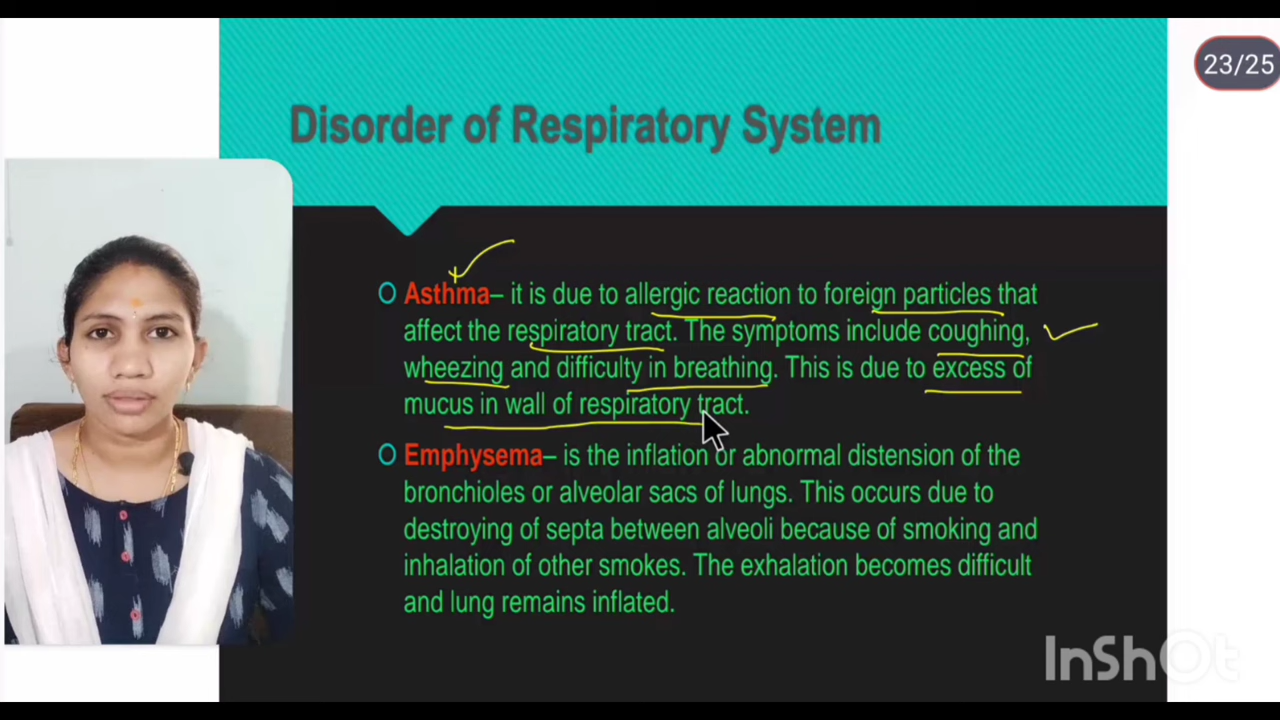 23/25
Disorder of Respiratory System
Asthma– it is due to allergic reaction to foreign particles that
affect the respiratory tract. The symptoms include coughing,
wheezing and difficulty in breathing. This is due to excess of
mucus in wall of respiratory tract.
Emphysema– is the inflation or abnormal distension of the
bronchioles or alveolar sacs of lungs. This occurs due to
destroying of septa between alveoli because of smoking and
inhalation of other smokes. The exhalation becomes difficult
and lung remains inflated.
InShOt